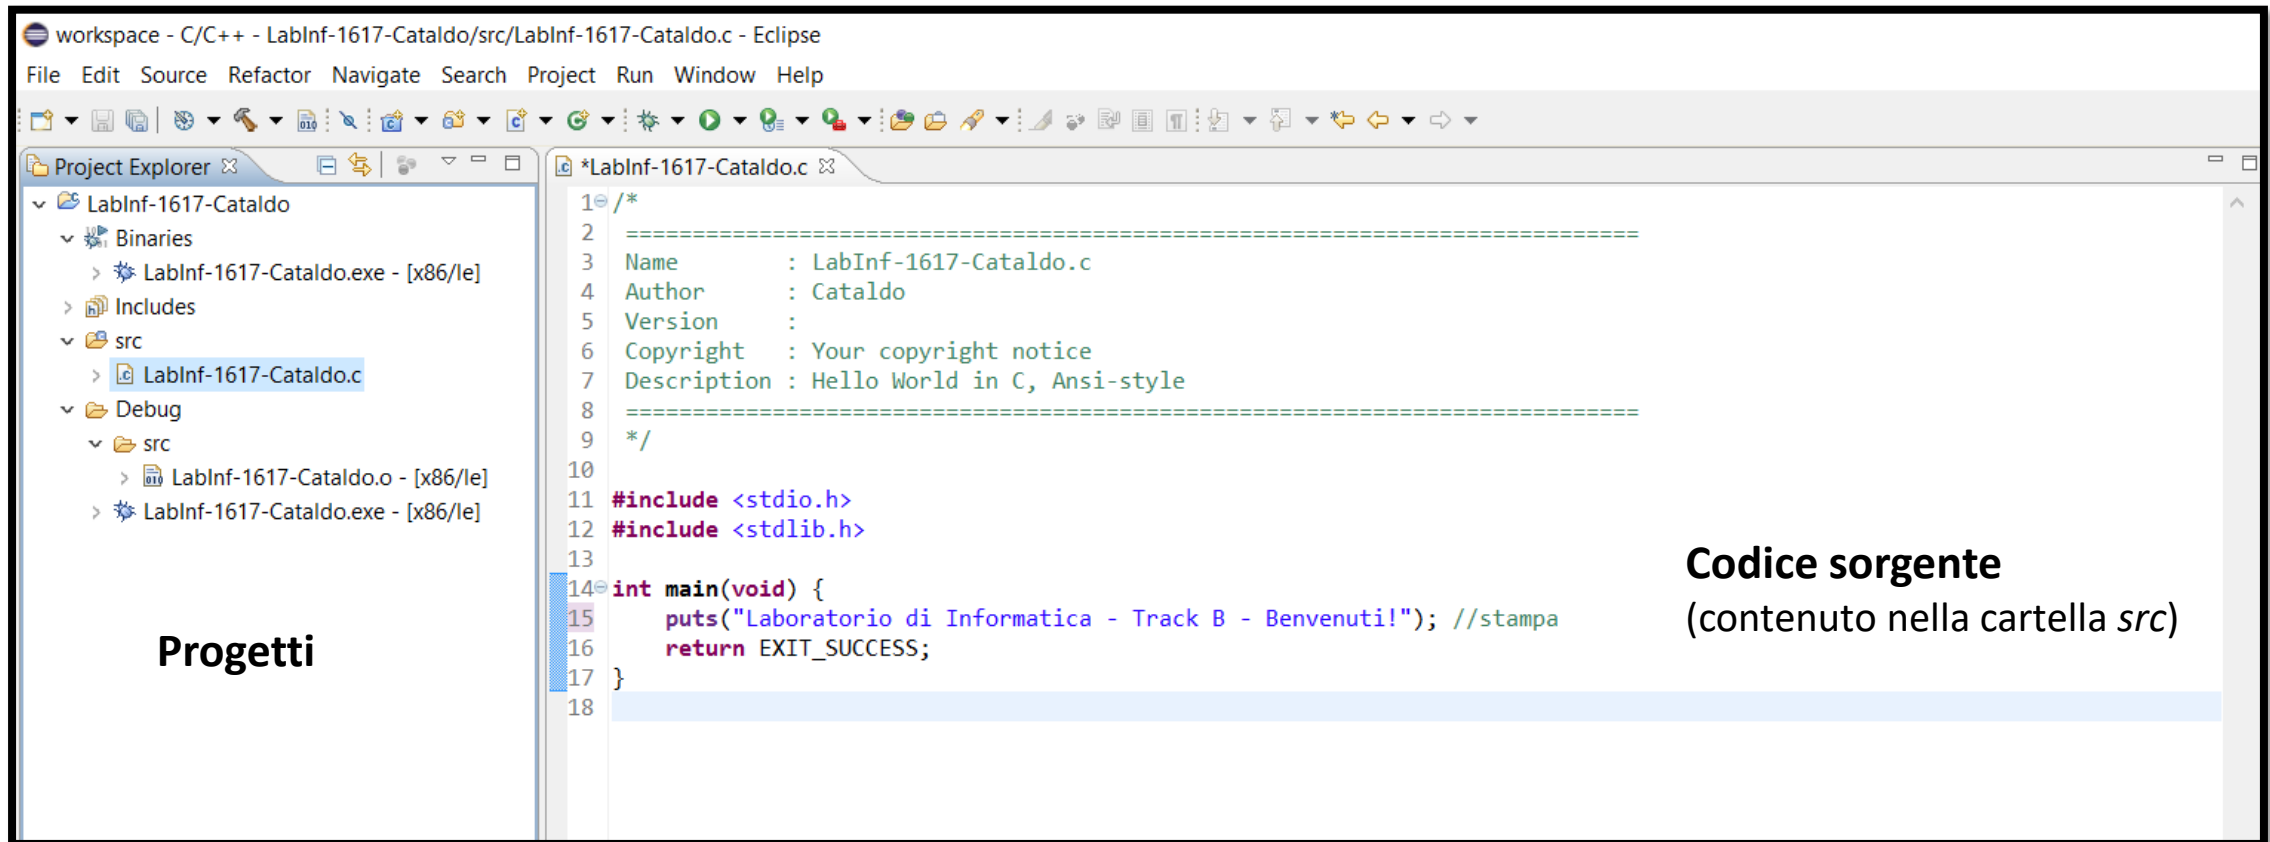 workspace - C/C++ - LabInf-1617-Cataldo/src/LabInf-1617-Cataldo.c - Eclipse
File Edit Source Refactor Navigate Search Project Run Window Help
Project Explorer
LabInf-1617-Cataldo
Binaries
LabInf-1617-Cataldo.exe - [x86/le]
Includes
src
LabInf-1617-Cataldo.c
Debug
src
LabInf-1617-Cataldo.o - [x86/le]
LabInf-1617-Cataldo.exe - [x86/le]
Progetti
*LabInf-1617-Cataldo.c
1 /*
2 ============================================================================
3 Name        : LabInf-1617-Cataldo.c
4 Author      : Cataldo
5 Version     :
6 Copyright   : Your copyright notice
7 Description : Hello World in C, Ansi-style
8 ============================================================================
9 */
10
11 #include <stdio.h>
12 #include <stdlib.h>
13
14 int main(void) {
15     puts("Laboratorio di Informatica - Track B - Benvenuti!"); //stampa
16     return EXIT_SUCCESS;
17 }
18
Codice sorgente
(contenuto nella cartella src)